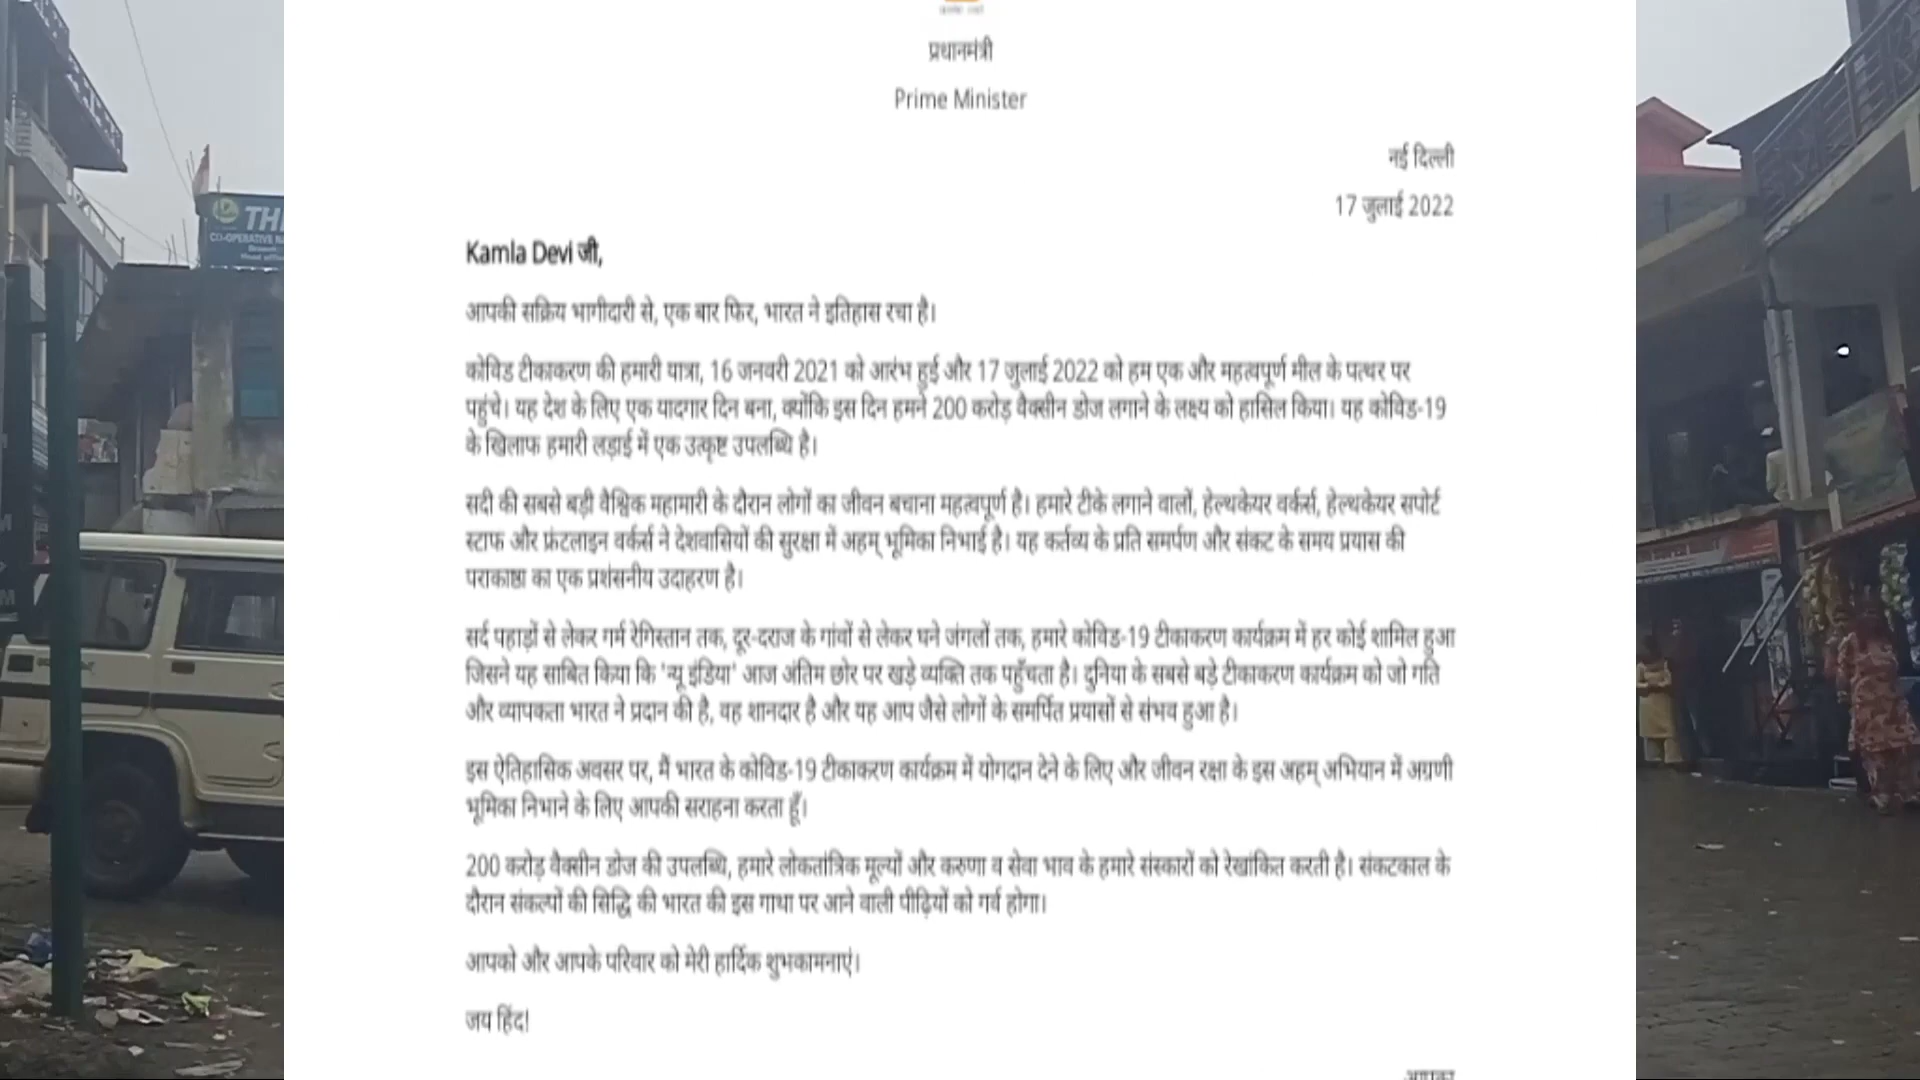 प्रधानमंत्री
Prime Minister
नई दिल्ली
17 जुलाई 2022
Kamla Devi जी,
आपकी सक्रिय भागीदारी से, एक बार फिर, भारत ने इतिहास रचा है।
कोविड टीकाकरण की हमारी यात्रा, 16 जनवरी 2021 को आरंभ हुई और 17 जुलाई 2022 को हम एक और महत्वपूर्ण मील के पत्थर पर
पहुंचे। यह देश के लिए एक यादगार दिन बना, क्योंकि इस दिन हमने 200 करोड़ वैक्सीन डोज लगाने के लक्ष्य को हासिल किया। यह कोविड-19
के खिलाफ हमारी लड़ाई में एक उत्कृष्ट उपलब्धि है।
सदी की सबसे बड़ी वैश्विक महामारी के दौरान लोगों का जीवन बचाना महत्वपूर्ण है। हमारे टीके लगाने वालों, हेल्थकेयर वर्कर्स, हेल्थकेयर सपोर्ट
स्टाफ और फ्रंटलाइन वर्कर्स ने देशवासियों की सुरक्षा में अहम् भूमिका निभाई है। यह कर्तव्य के प्रति समर्पण और संकट के समय प्रयास की
पराकाष्ठा का एक प्रशंसनीय उदाहरण है।
सर्द पहाड़ों से लेकर गर्म रेगिस्तान तक, दूर-दराज के गांवों से लेकर घने जंगलों तक, हमारे कोविड-19 टीकाकरण कार्यक्रम में हर कोई शामिल हुआ
जिसने यह साबित किया कि 'न्यू इंडिया' आज अंतिम छोर पर खड़े व्यक्ति तक पहुँचता है। दुनिया के सबसे बड़े टीकाकरण कार्यक्रम को जो गति
और व्यापकता भारत ने प्रदान की है, वह शानदार है और यह आप जैसे लोगों के समर्पित प्रयासों से संभव हुआ है।
इस ऐतिहासिक अवसर पर, मैं भारत के कोविड-19 टीकाकरण कार्यक्रम में योगदान देने के लिए और जीवन रक्षा के इस अहम् अभियान में अग्रणी
भूमिका निभाने के लिए आपकी सराहना करता हूँ।
200 करोड़ वैक्सीन डोज की उपलब्धि, हमारे लोकतांत्रिक मूल्यों और करुणा व सेवा भाव के हमारे संस्कारों को रेखांकित करती है। संकटकाल के
दौरान संकल्पों की सिद्धि की भारत की इस गाथा पर आने वाली पीढ़ियों को गर्व होगा।
आपको और आपके परिवार को मेरी हार्दिक शुभकामनाएं।
जय हिंद!
आपका
TH
CO-OPERATIVE